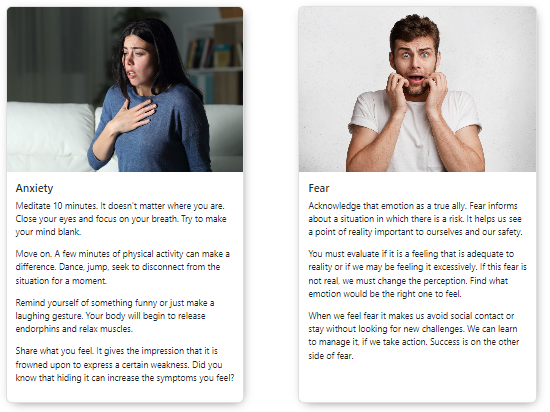 Anxiety
Meditate 10 minutes. It doesn't matter where you are.
Close your eyes and focus on your breath. Try to make
your mind blank.
Move on. A few minutes of physical activity can make a
difference. Dance, jump, seek to disconnect from the
situation for a moment.
Remind yourself of something funny or just make a
laughing gesture. Your body will begin to release
endorphins and relax muscles.
Share what you feel. It gives the impression that it is
frowned upon to express a certain weakness. Did you
know that hiding it can increase the symptoms you feel?
Fear
Acknowledge that emotion as a true ally. Fear informs
about a situation in which there is a risk. It helps us see
a point of reality important to ourselves and our safety.
You must evaluate if it is a feeling that is adequate to
reality or if we may be feeling it excessively. If this fear is
not real, we must change the perception. Find what
emotion would be the right one to feel.
When we feel fear it makes us avoid social contact or
stay without looking for new challenges. We can learn
to manage it, if we take action. Success is on the other
side of fear.